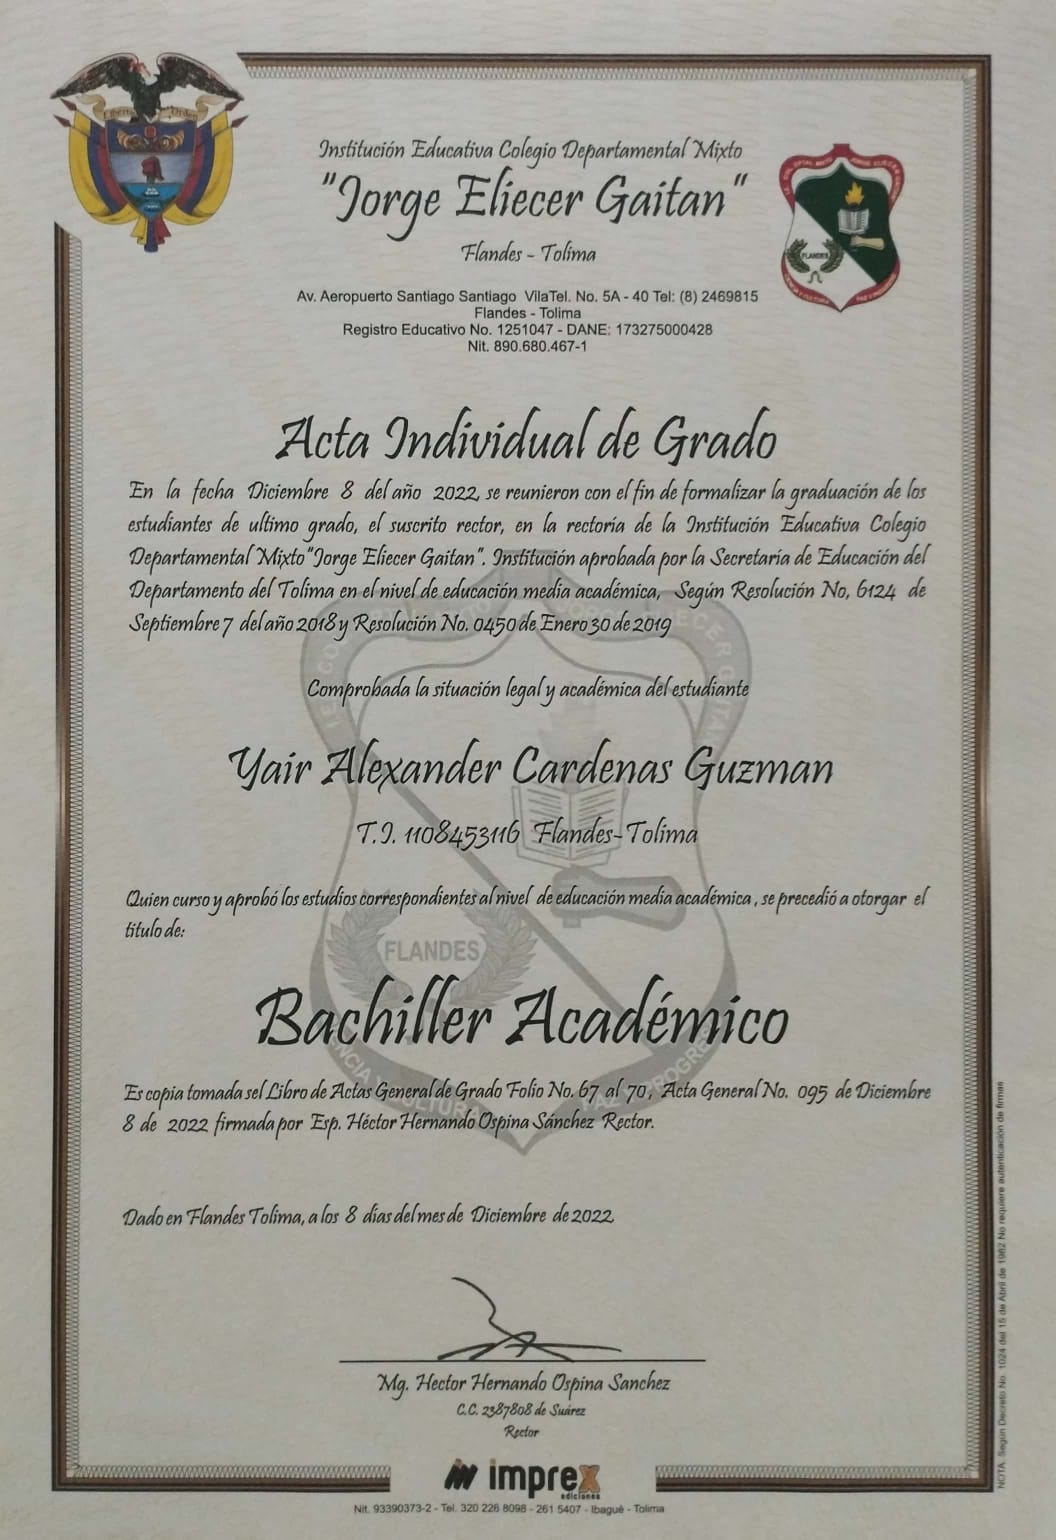 Libertad y Orden
Institución Educativa Colegio Departamental Mixto
"Jorge Eliecer Gaitan"
Flandes - Tolima
FLANDES
Av. Aeropuerto Santiago Santiago VilaTel. No. 5A - 40 Tel: (8) 2469815
Flandes - Tolima
Registro Educativo No. 1251047 - DANE: 173275000428
Nit. 890.680.467-1
Acta Individual de Grado
En la fecha Diciembre 8 del año 2022, se reunieron con el fin de formalizar la graduación de los
estudiantes de ultimo grado, el suscrito rector, en la rectoría de la Institución Educativa Colegio
Departamental Mixto "Jorge Eliecer Gaitan". Institución aprobada por la Secretaría de Educación del
Departamento del Tolima en el nivel de educación media académica, Según Resolución No, 6124 de
Septiembre 7 del año 2018 y Resolución No. 0450 de Enero 30 de 2019
Comprobada la situación legal y académica del estudiante
Yair Alexander Cardenas Guzman
T.I. 1108453116 Flandes-Tolima
Quien curso y aprobó los estudios correspondientes al nivel de educación media académica, se precedió a otorgar el
titulo de:
FLANDES
Bachiller Académico
Es copia tomada sel Libro de Actas General de Grado Folio No. 67 al 70, Acta General No. 095 de Diciembre
8 de 2022 firmada por Esp. Héctor Hernando Ospina Sánchez Rector.
Dado en Flandes Tolima, a los 8 días del mes de Diciembre de 2022
Mg. Hector Hernando Ospina Sanchez
C.C. 2387808 de Suárez
Rector
imprex
ediciones
Nit. 93390373-2 - Tel. 320 226 8098 - 261 5407 - Ibagué - Tolima
NOTA. Según Decreto No. 1024 del 15 de Abril de 1982 No requiere autenticación de firmas